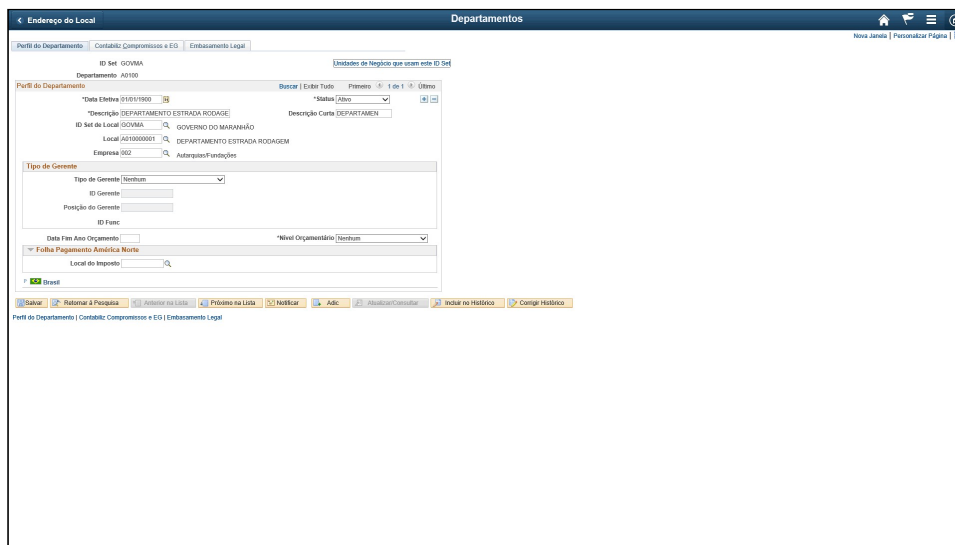 Endereço do Local
Departamentos
Nova Janela | Personalizar Página |
Perfil do Departamento Contabiliz Compromissos e EG Embasamento Legal
ID Set GOVMA Unidades de Negócio que usam este ID Set
Departamento A0100
Perfil do Departamento Buscar | Exibir Tudo Primeiro 1 de 1 Último
*Data Efetiva 01/01/1900 *Status Ativo
*Descrição DEPARTAMENTO ESTRADA RODAGE Descrição Curta DEPARTAMEN
ID Set de Local GOVMA GOVERNO DO MARANHÃO
Local A010000001 DEPARTAMENTO ESTRADA RODAGEM
Empresa 002 Autarquias/Fundações
Tipo de Gerente
Tipo de Gerente Nenhum
ID Gerente
Posição do Gerente
ID Func
Data Fim Ano Orçamento *Nível Orçamentário Nenhum
Folha Pagamento América Norte
Local do Imposto
Brasil
Salvar Retornar à Pesquisa Anterior na Lista Próximo na Lista Notificar Adic Atualizar/Consultar Incluir no Histórico Corrigir Histórico
Perfil do Departamento | Contabiliz Compromissos e EG | Embasamento Legal